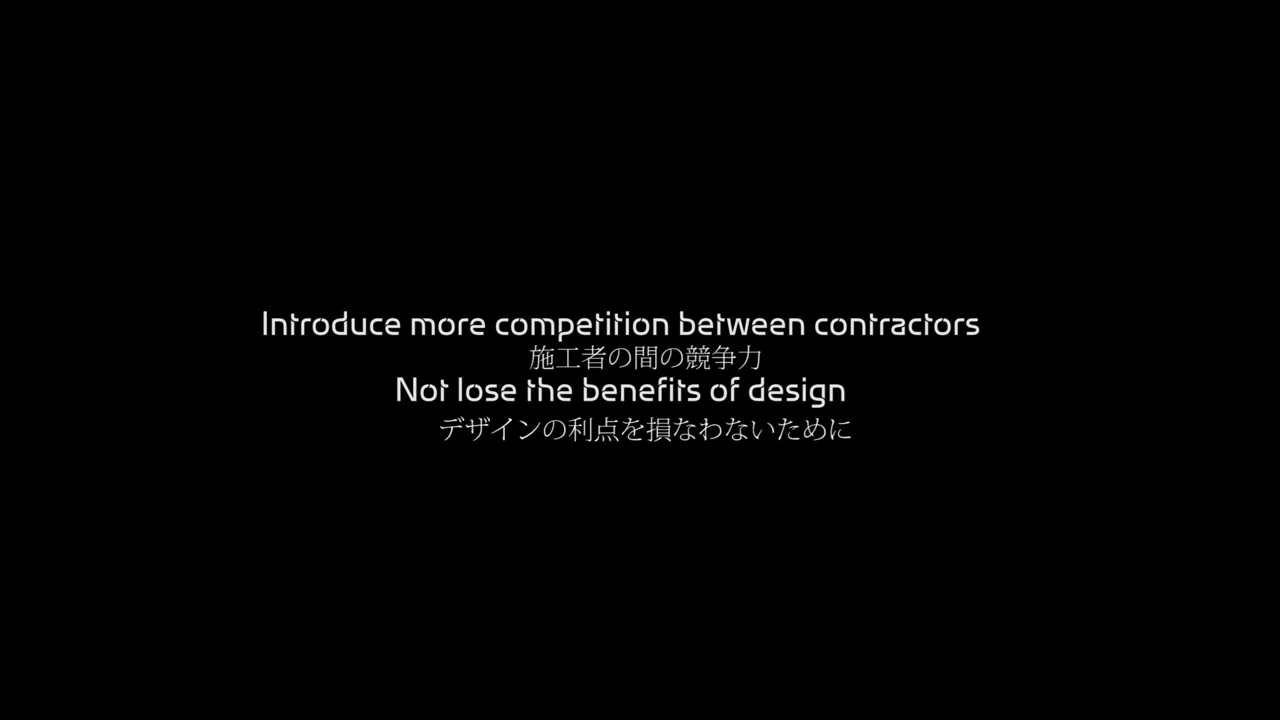 Introduce more competition between contractors
施工者の間の競争力
Not lose the benefits of design
デザインの利点を損なわないために